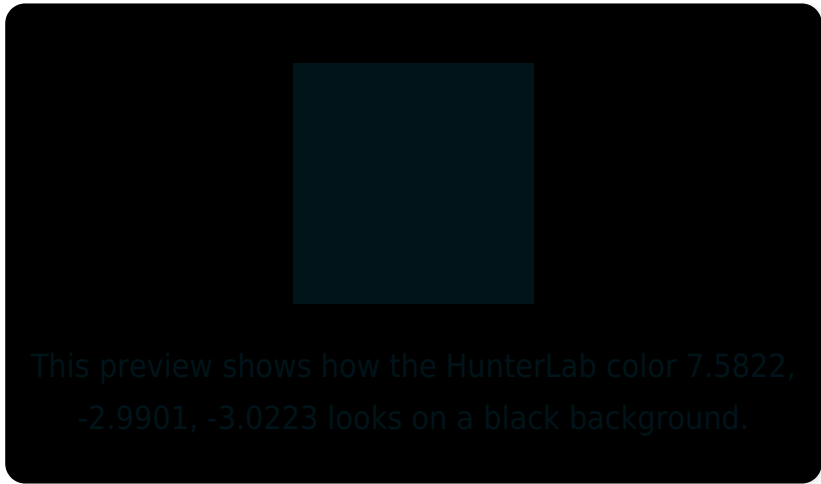 This preview shows how the HunterLab color 7.5822,
-2.9901, -3.0223 looks on a black background.